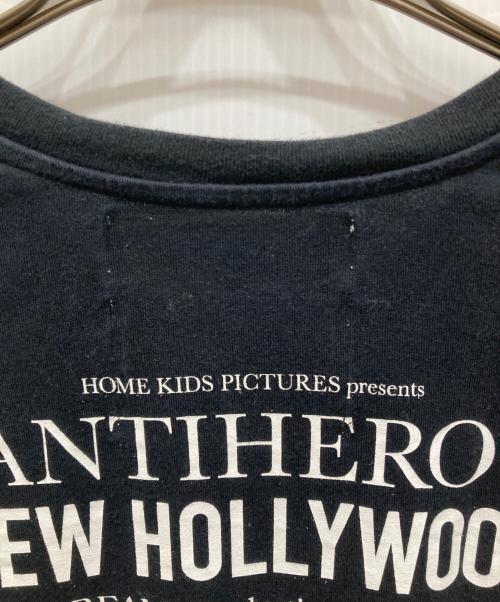 HOME KIDS PICTURES presents
ANTIHERO
EW HOLLYWOO